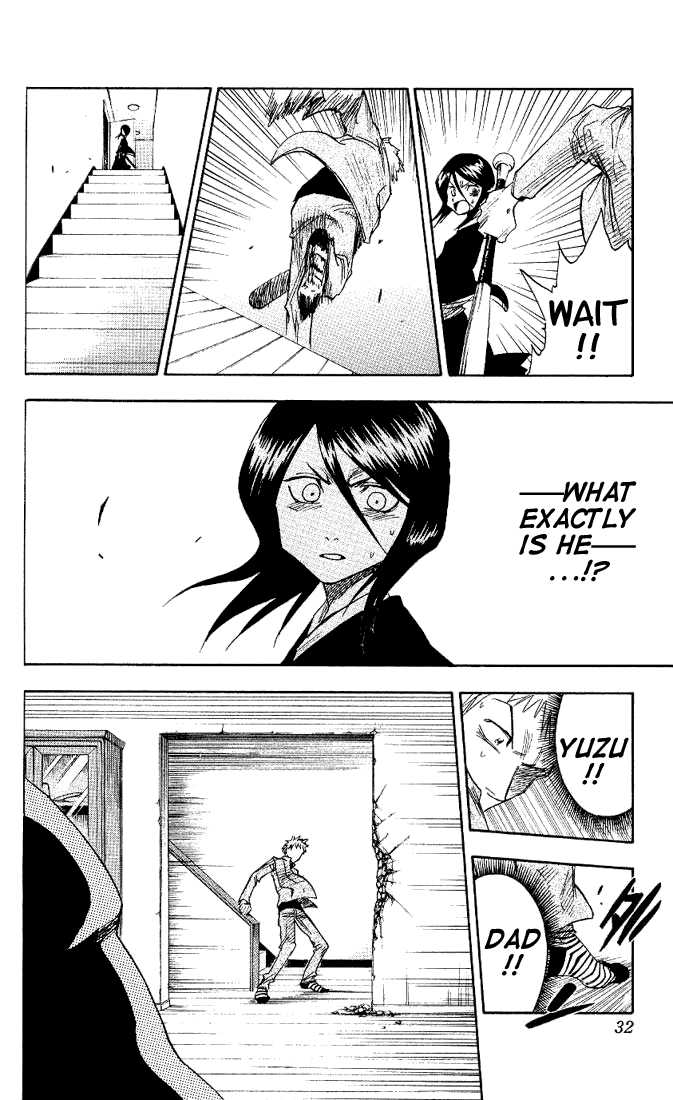 WAIT
!!
——WHAT
EXACTLY
IS HE——
...!?
YUZU
!!
DAD
!!
32